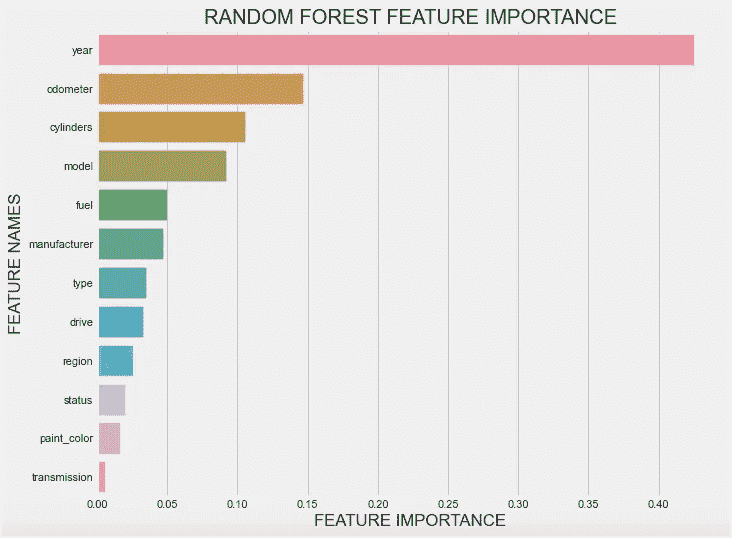 RANDOM FOREST FEATURE IMPORTANCE
FEATURE NAMES
year
odometer
cylinders
model
fuel
manufacturer
type
drive
region
status
paint_color
transmission
0.00 0.05 0.10 0.15 0.20 0.25 0.30 0.35 0.40
FEATURE IMPORTANCE